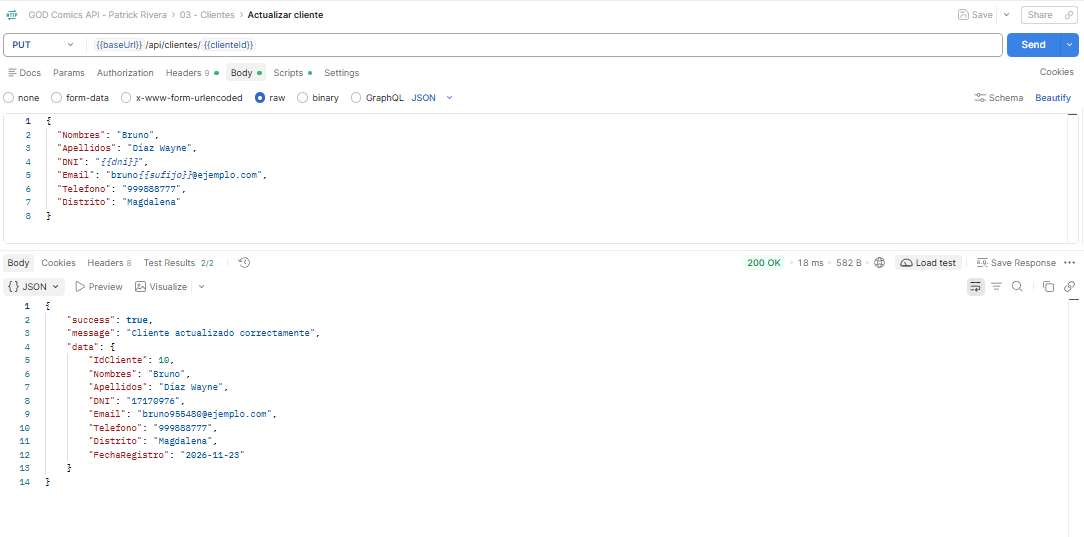 HTTP GOD Comics API - Patrick Rivera > 03 - Clientes > Actualizar cliente Save Share
PUT {{baseUrl}} /api/clientes/ {{clienteId}} Send
Docs Params Authorization Headers 9 Body Scripts Settings Cookies
none form-data x-www-form-urlencoded raw binary GraphQL JSON Schema Beautify
1 {
2 "Nombres": "Bruno",
3 "Apellidos": "Díaz Wayne",
4 "DNI": "{{dni}}",
5 "Email": "bruno{{sufijo}}@ejemplo.com",
6 "Telefono": "999888777",
7 "Distrito": "Magdalena"
8 }
Body Cookies Headers 8 Test Results 2/2 200 OK • 18 ms • 582 B • Load test Save Response
{} JSON Preview Visualize
1 {
2 "success": true,
3 "message": "Cliente actualizado correctamente",
4 "data": {
5 "IdCliente": 10,
6 "Nombres": "Bruno",
7 "Apellidos": "Díaz Wayne",
8 "DNI": "17170976",
9 "Email": "bruno955480@ejemplo.com",
10 "Telefono": "999888777",
11 "Distrito": "Magdalena",
12 "FechaRegistro": "2026-11-23"
13 }
14 }